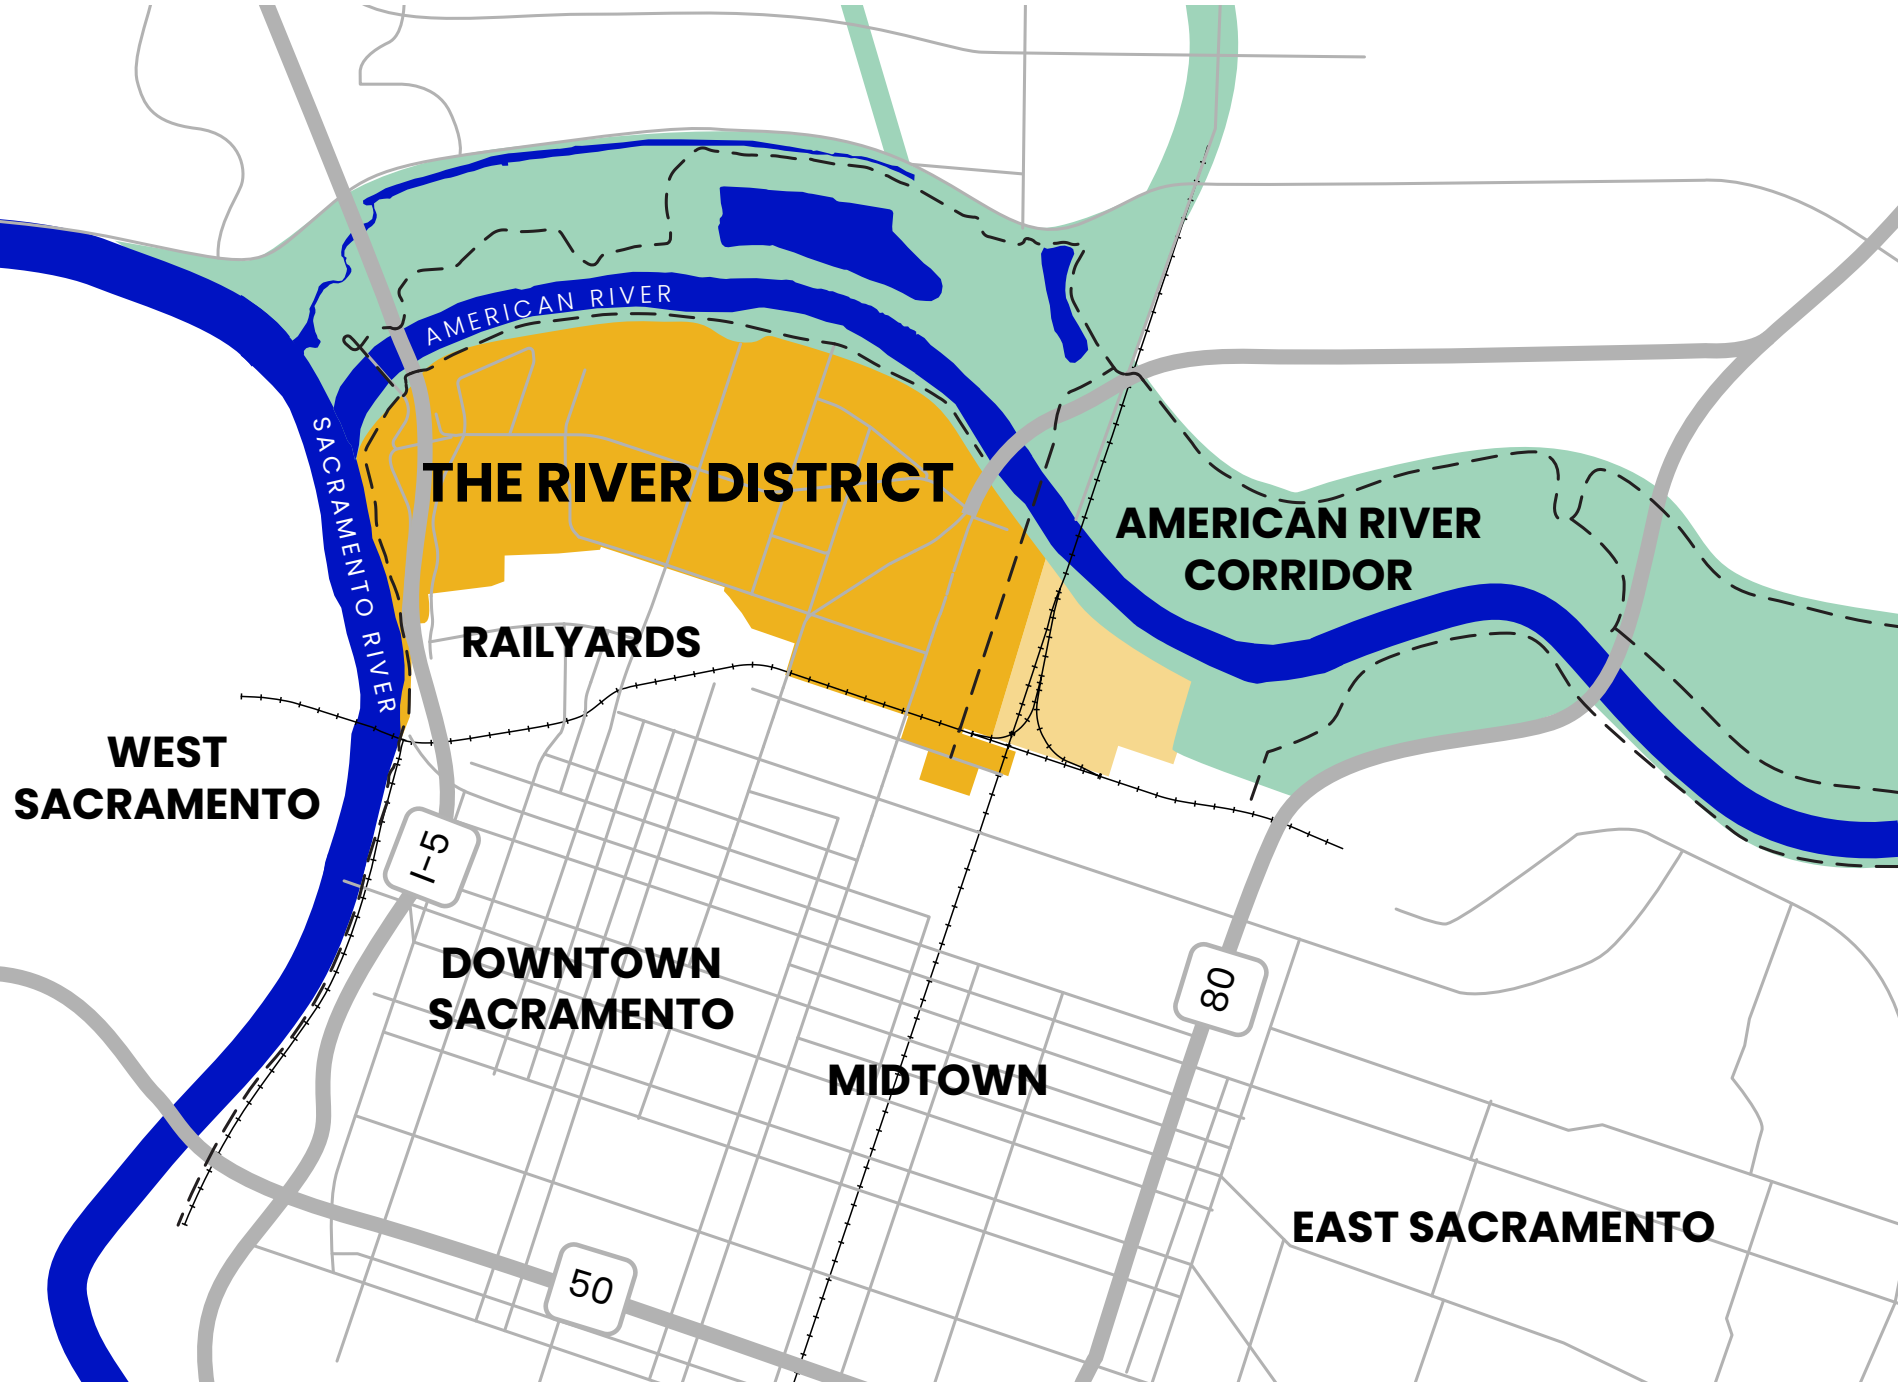 AMERICAN RIVER
SACRAMENTO RIVER
THE RIVER DISTRICT
AMERICAN RIVER
CORRIDOR
RAILYARDS
WEST
SACRAMENTO
I-5
DOWNTOWN
SACRAMENTO
80
MIDTOWN
EAST SACRAMENTO
50